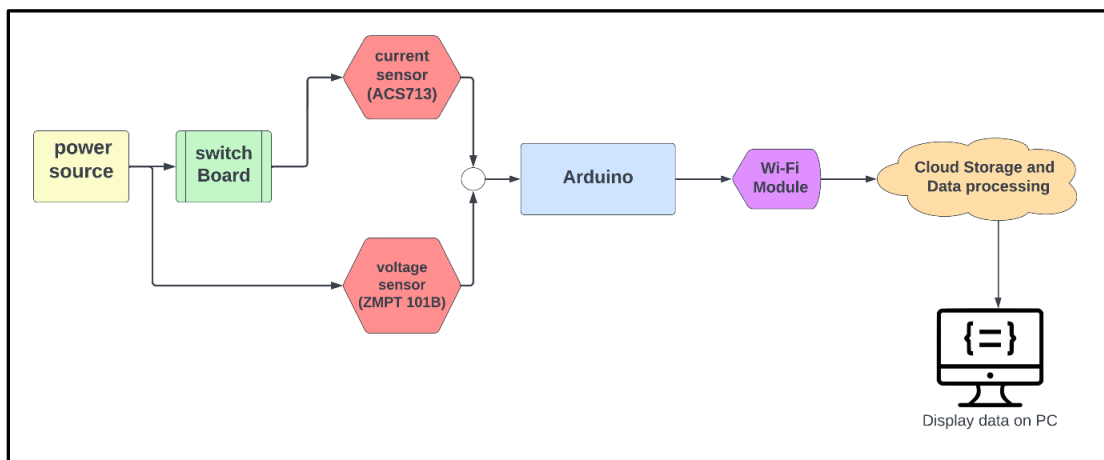 power
source
switch
Board
current
sensor
(ACS713)
voltage
sensor
(ZMPT 101B)
Arduino
Wi-Fi
Module
Cloud Storage and
Data processing
{=}
Display data on PC